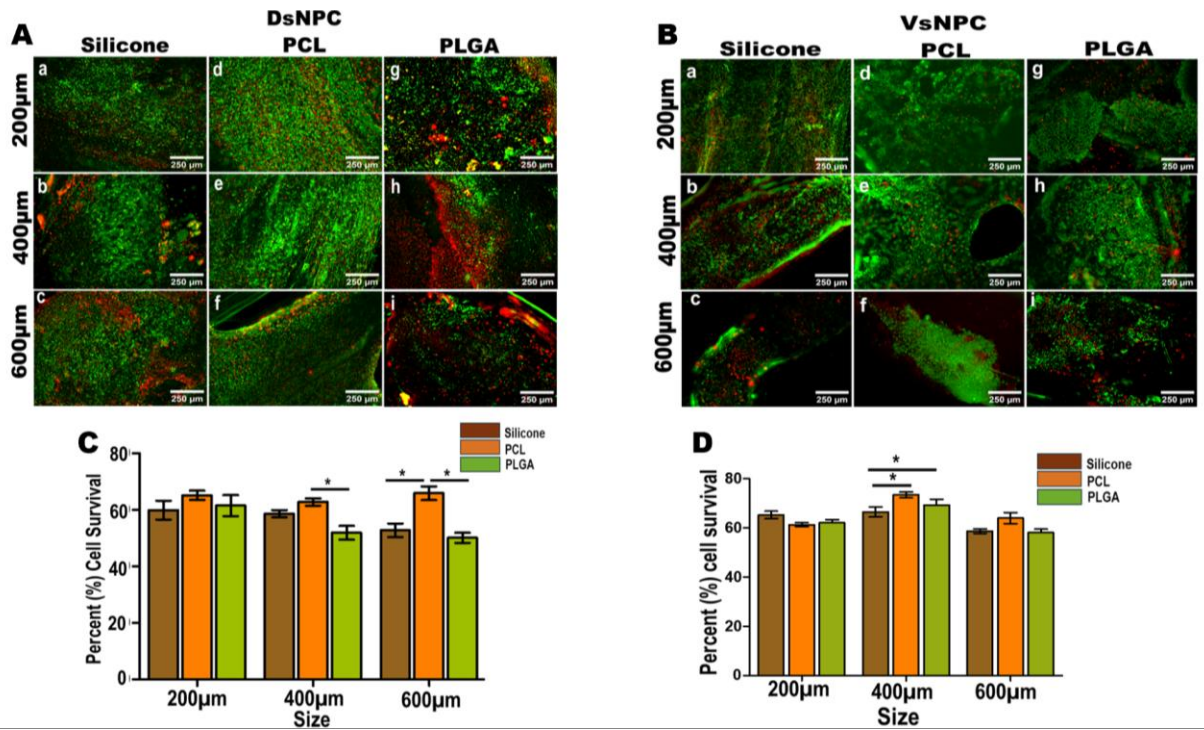 DsNPC
A
Silicone PCL PLGA
200µm
a d g
250 µm 250 µm 250 µm
400µm
b e h
250 µm 250 µm 250 µm
600µm
c f i
250 µm 250 µm 250 µm
VsNPC
B
Silicone PCL PLGA
200µm
a d g
250 µm 250 µm 250 µm
400µm
b e h
250 µm 250 µm 250 µm
600µm
c f i
250 µm 250 µm 250 µm
C
Silicone
PCL
PLGA
Percent (%) Cell Survival
80
60
40
20
0
* * *
200µm 400µm 600µm
Size
D
Silicone
PCL
PLGA
Percent (%) cell survival
80
60
40
20
0
*
*
200µm 400µm 600µm
Size